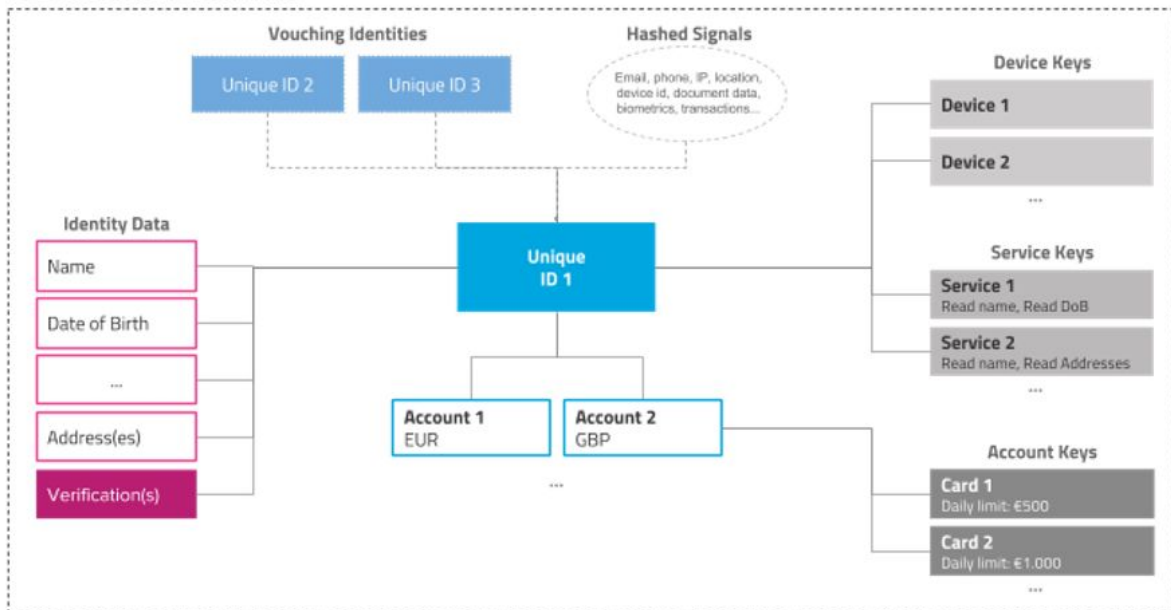 Vouching Identities
Hashed Signals
Unique ID 2
Unique ID 3
Email, phone, IP, location,
device id, document data,
biometrics, transactions...
Device Keys
Device 1
Device 2
...
Identity Data
Name
Date of Birth
...
Address(es)
Verification(s)
Unique
ID 1
Service Keys
Service 1
Read name, Read DoB
Service 2
Read name, Read Addresses
...
Account 1
EUR
Account 2
GBP
...
Account Keys
Card 1
Daily limit: €500
Card 2
Daily limit: €1.000
...